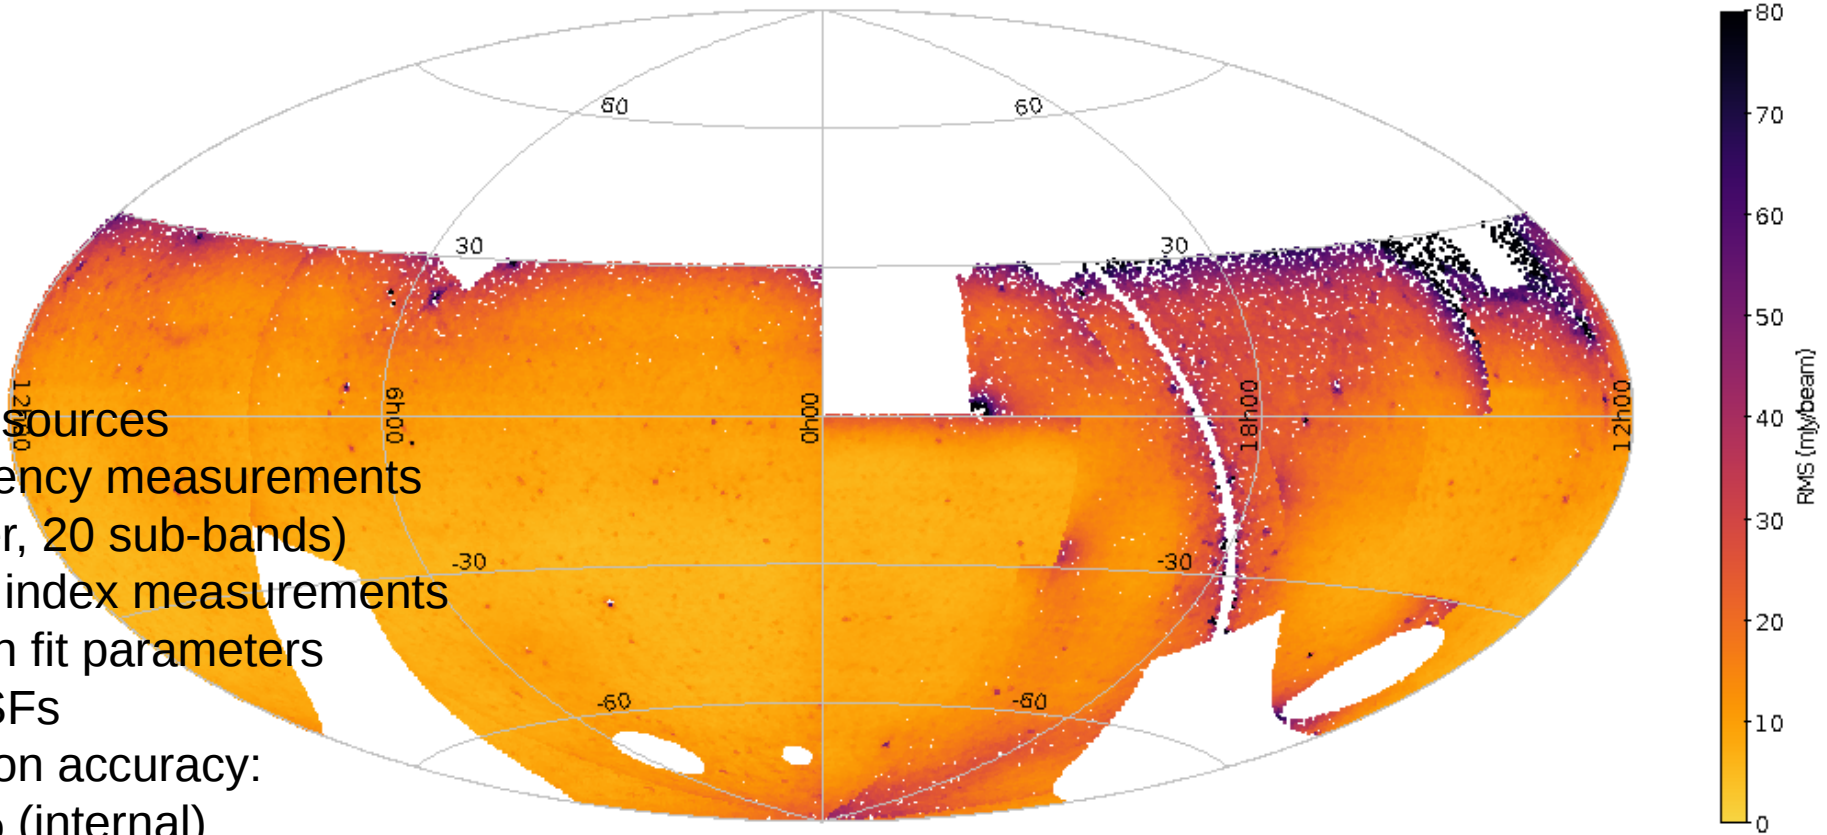 80
70
60
60
60
30
30
50
40
RMS (mJy/beam)
12h00
6h00
0h00
18h00
12h00
sources
ency measurements
r, 20 sub-bands)
-30
-30
30
index measurements
n fit parameters
20
-60
-60
SFs
10
on accuracy:
(internal)
0